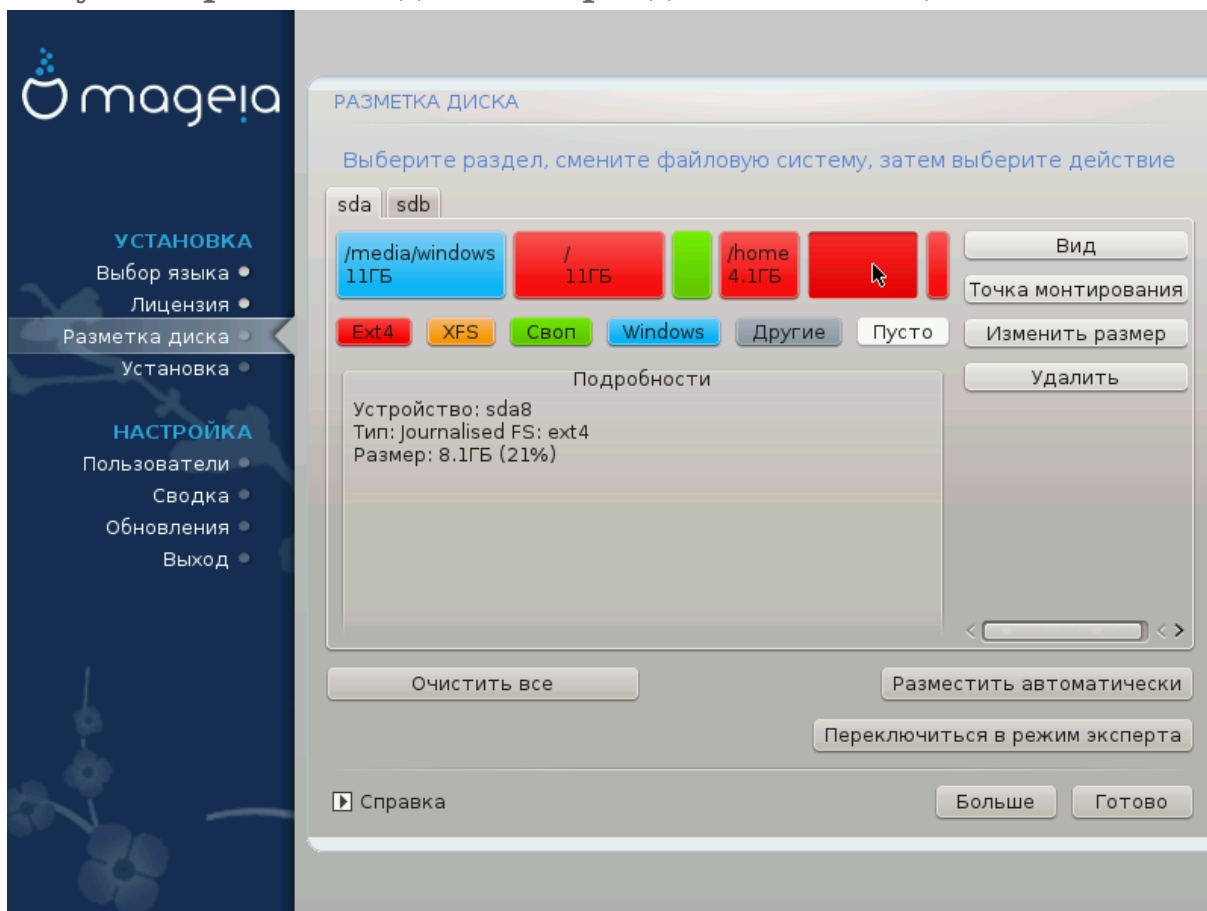 mageia
РАЗМЕТКА ДИСКА
Выберите раздел, смените файловую систему, затем выберите действие
sda sdb
/media/windows
11ГБ
/
11ГБ
/home
4.1ГБ
Ext4 XFS Своп Windows Другие Пусто
Вид
Точка монтирования
Изменить размер
Удалить
Подробности
Устройство: sda8
Тип: Journalised FS: ext4
Размер: 8.1ГБ (21%)
Очистить все
Разместить автоматически
Переключиться в режим эксперта
Справка
Больше
Готово
УСТАНОВКА
Выбор языка
Лицензия
Разметка диска
Установка
НАСТРОЙКА
Пользователи
Сводка
Обновления
Выход